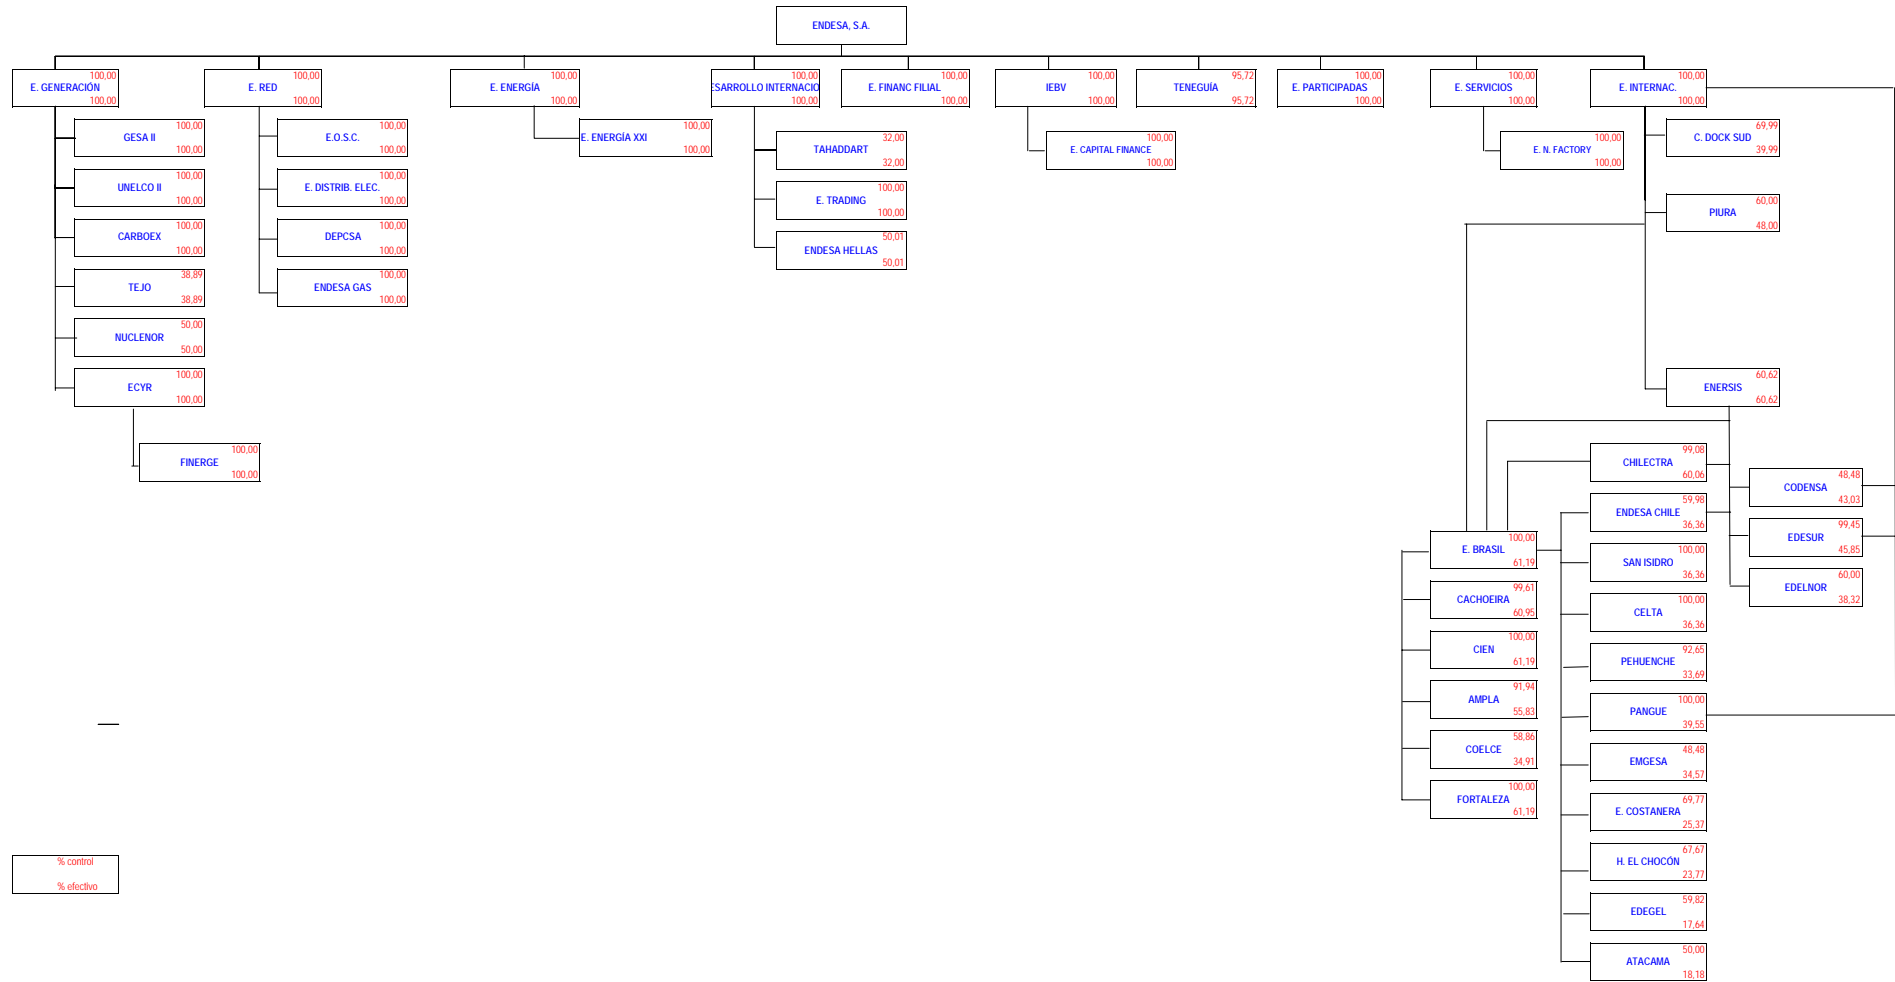 ENDESA, S.A.
100,00
E. GENERACIÓN
100,00
100,00
E. RED
100,00
100,00
E. ENERGÍA
100,00
100,00
ESARROLLO INTERNACIO
100,00
100,00
E. FINANC FILIAL
100,00
100,00
IEBV
100,00
95,72
TENEGUÍA
95,72
100,00
E. PARTICIPADAS
100,00
100,00
E. SERVICIOS
100,00
100,00
E. INTERNAC.
100,00
100,00
GESA II
100,00
100,00
UNELCO II
100,00
100,00
CARBOEX
100,00
38,89
TEJO
38,89
50,00
NUCLENOR
50,00
100,00
ECYR
100,00
100,00
FINERGE
100,00
100,00
E.O.S.C.
100,00
100,00
E. DISTRIB. ELEC.
100,00
100,00
DEPCSA
100,00
100,00
ENDESA GAS
100,00
100,00
E. ENERGÍA XXI
100,00
32,00
TAHADDART
32,00
100,00
E. TRADING
100,00
50,01
ENDESA HELLAS
50,01
100,00
E. CAPITAL FINANCE
100,00
100,00
E. N. FACTORY
100,00
69,99
C. DOCK SUD
39,99
60,00
PIURA
48,00
60,62
ENERSIS
60,62
99,08
CHILECTRA
60,06
59,98
ENDESA CHILE
36,36
100,00
SAN ISIDRO
36,36
100,00
CELTA
36,36
92,65
PEHUENCHE
33,69
100,00
PANGUE
39,55
48,48
EMGESA
34,57
69,77
E. COSTANERA
25,37
67,67
H. EL CHOCÓN
23,77
59,82
EDEGEL
17,64
50,00
ATACAMA
18,18
48,48
CODENSA
43,03
99,45
EDESUR
45,85
60,00
EDELNOR
38,32
100,00
E. BRASIL
61,19
99,61
CACHOEIRA
60,95
100,00
CIEN
61,19
91,94
AMPLA
55,83
58,86
COELCE
34,91
100,00
FORTALEZA
61,19
% control
% efectivo